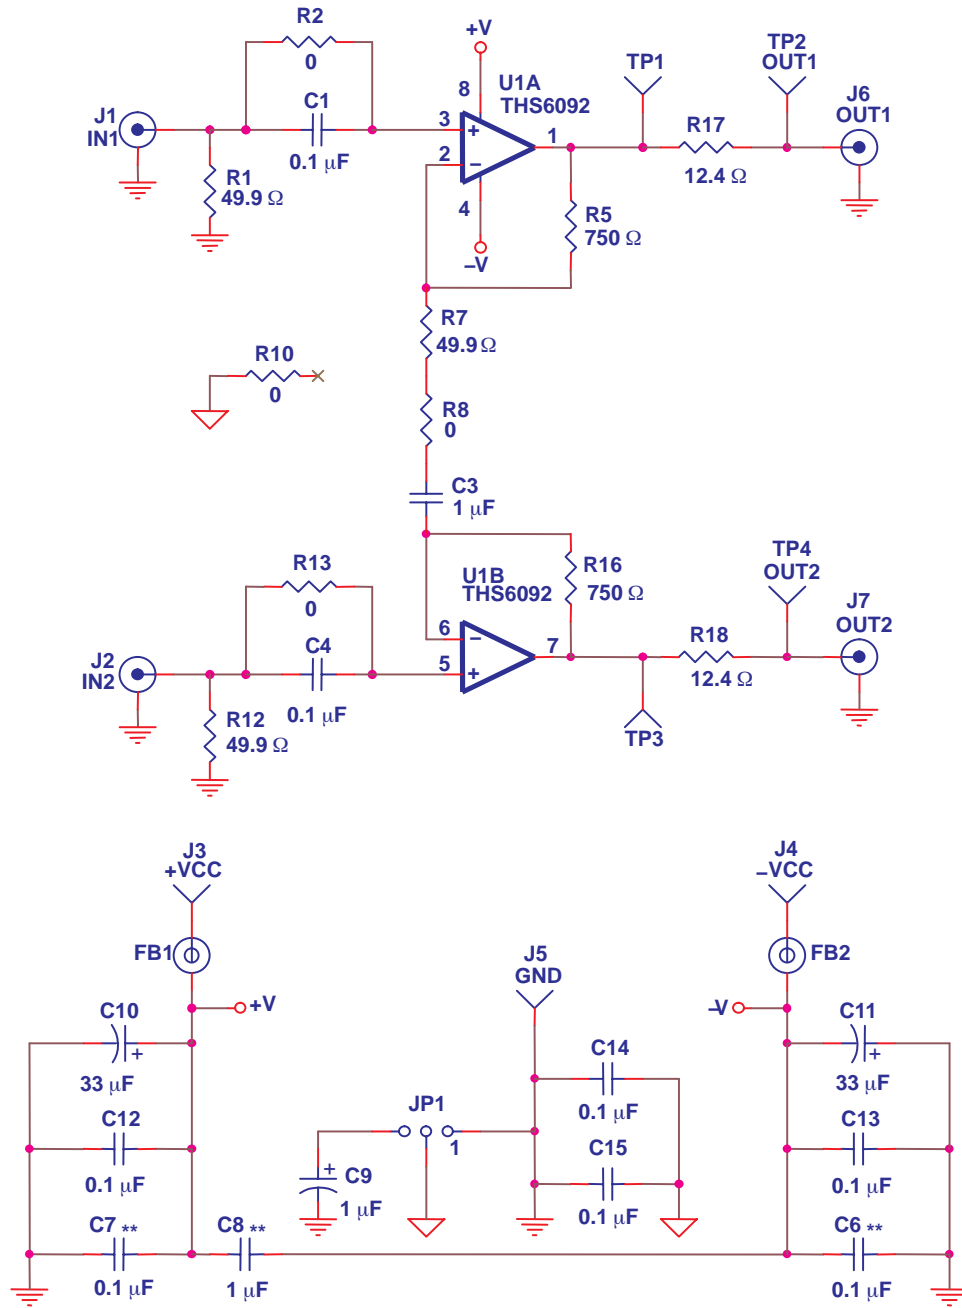 R2
0
C1
0.1 μF
J1
IN1
R1
49.9 Ω
+V
8
U1A
THS6092
3
+
2
−
1
4
–V
TP1
TP2
OUT1
J6
OUT1
R17
12.4 Ω
R5
750 Ω
R7
49.9 Ω
R10
0
R8
0
C3
1 μF
R13
0
C4
0.1 μF
J2
IN2
R12
49.9 Ω
U1B
THS6092
6
−
5
+
7
R16
750 Ω
TP4
OUT2
J7
OUT2
R18
12.4 Ω
TP3
J3
+VCC
FB1
+V
C10
+
33 μF
C12
0.1 μF
C7 **
0.1 μF
C8 **
1 μF
JP1
1
+
C9
1 μF
J5
GND
C14
0.1 μF
C15
0.1 μF
J4
–VCC
FB2
–V
C11
+
33 μF
C13
0.1 μF
C6 **
0.1 μF